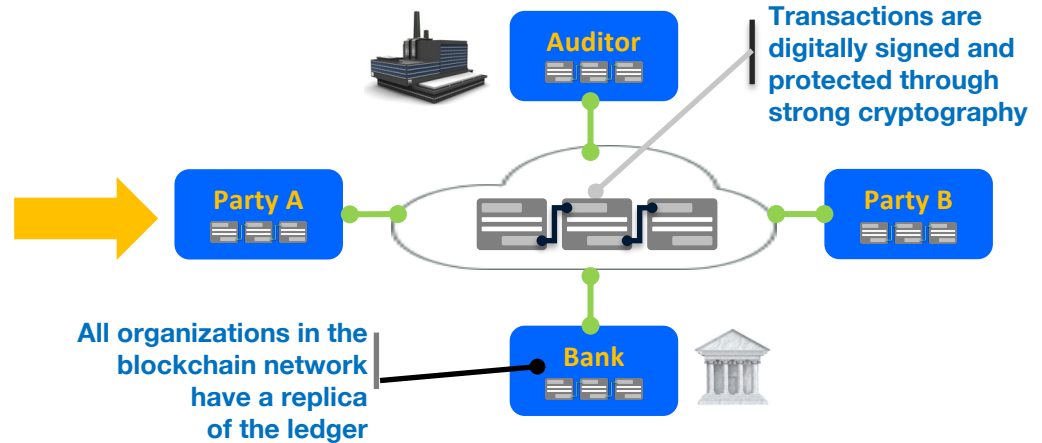 Auditor
Transactions are
digitally signed and
protected through
strong cryptography
Party A
Party B
All organizations in the
blockchain network
have a replica
of the ledger
Bank